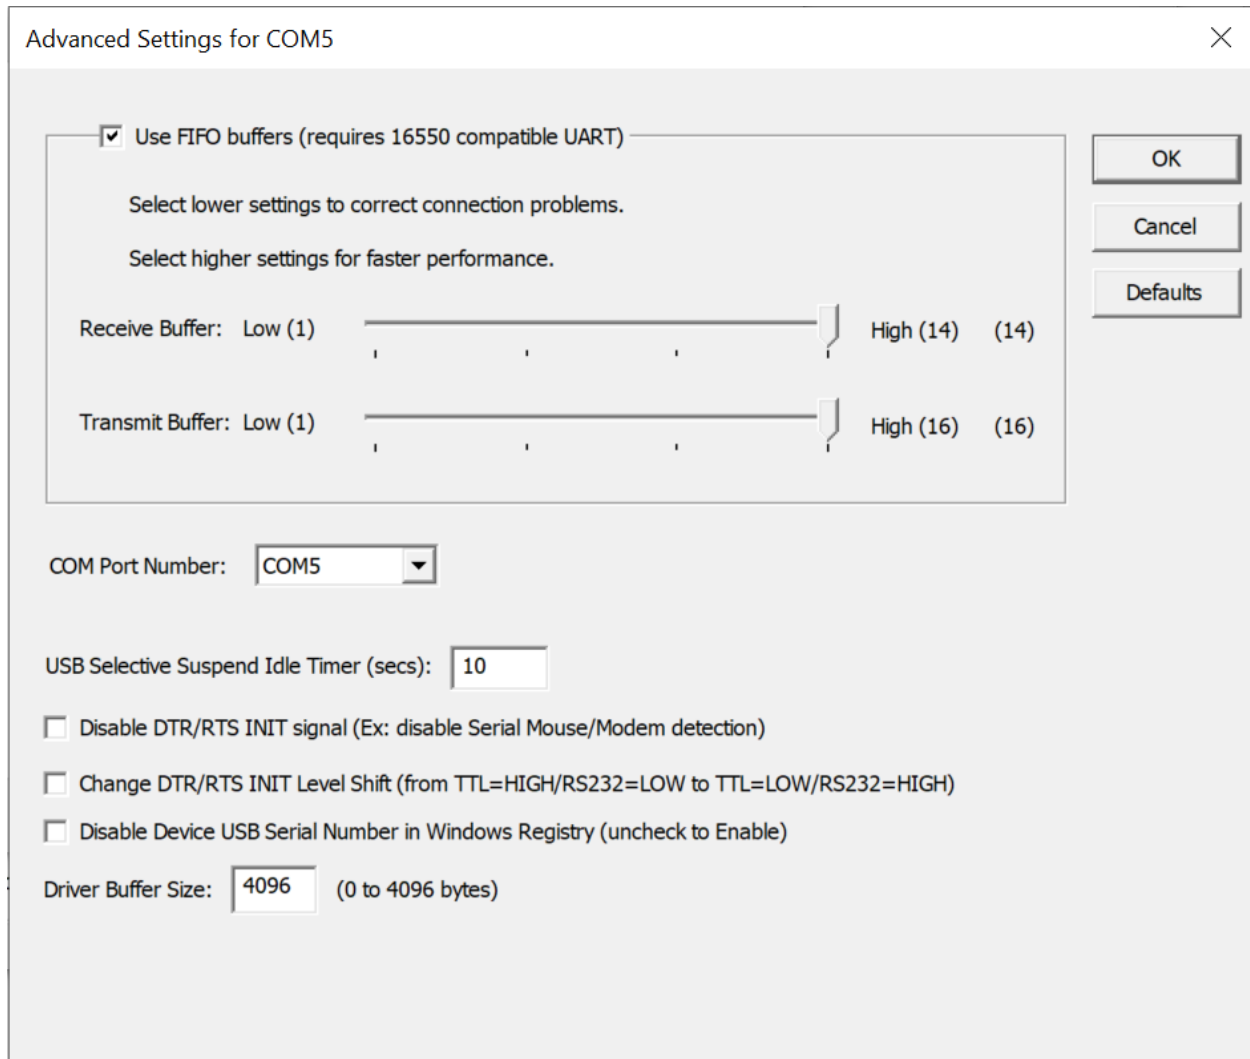 Advanced Settings for COM5
Use FIFO buffers (requires 16550 compatible UART)
OK
Select lower settings to correct connection problems.
Cancel
Select higher settings for faster performance.
Defaults
Receive Buffer: Low (1) High (14) (14)
Transmit Buffer: Low (1) High (16) (16)
COM Port Number: COM5
USB Selective Suspend Idle Timer (secs): 10
Disable DTR/RTS INIT signal (Ex: disable Serial Mouse/Modem detection)
Change DTR/RTS INIT Level Shift (from TTL=HIGH/RS232=LOW to TTL=LOW/RS232=HIGH)
Disable Device USB Serial Number in Windows Registry (uncheck to Enable)
Driver Buffer Size: 4096 (0 to 4096 bytes)